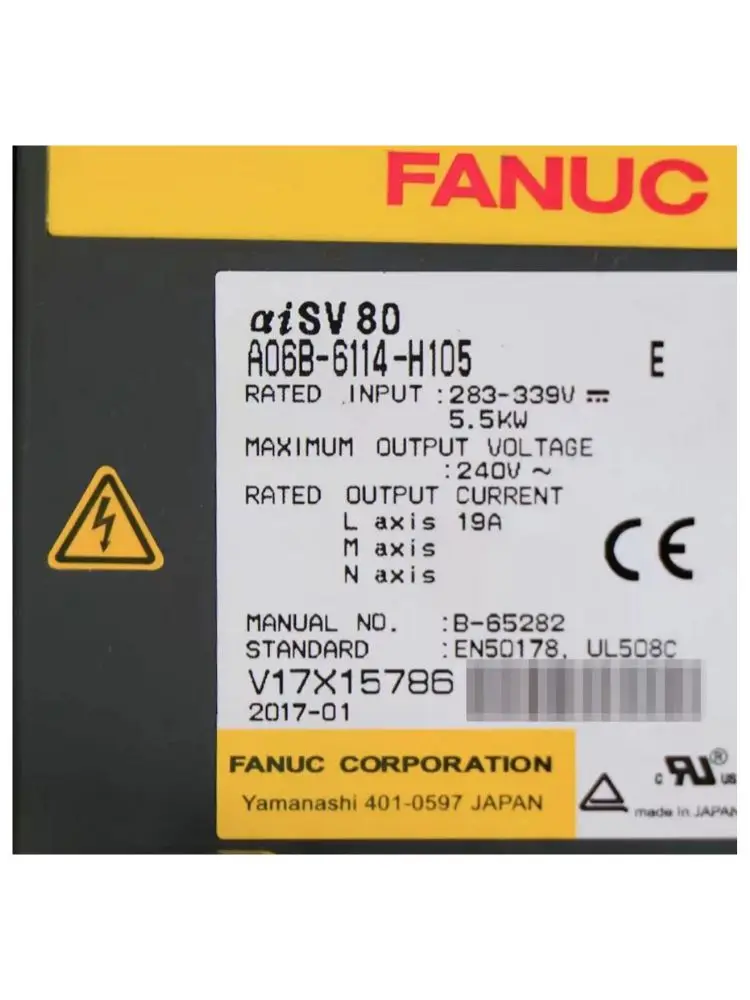 FANUC
αiSV 80
A06B-6114-H105 E
RATED INPUT :283-339V ⎓
5.5KW
MAXIMUM OUTPUT VOLTAGE
:240V ~
RATED OUTPUT CURRENT
L axis 19A
M axis
N axis
CE
MANUAL NO. :B-65282
STANDARD :EN50178, UL508C
V17X15786
2017-01
FANUC CORPORATION
Yamanashi 401-0597 JAPAN
c RU ® us
made in JAPAN